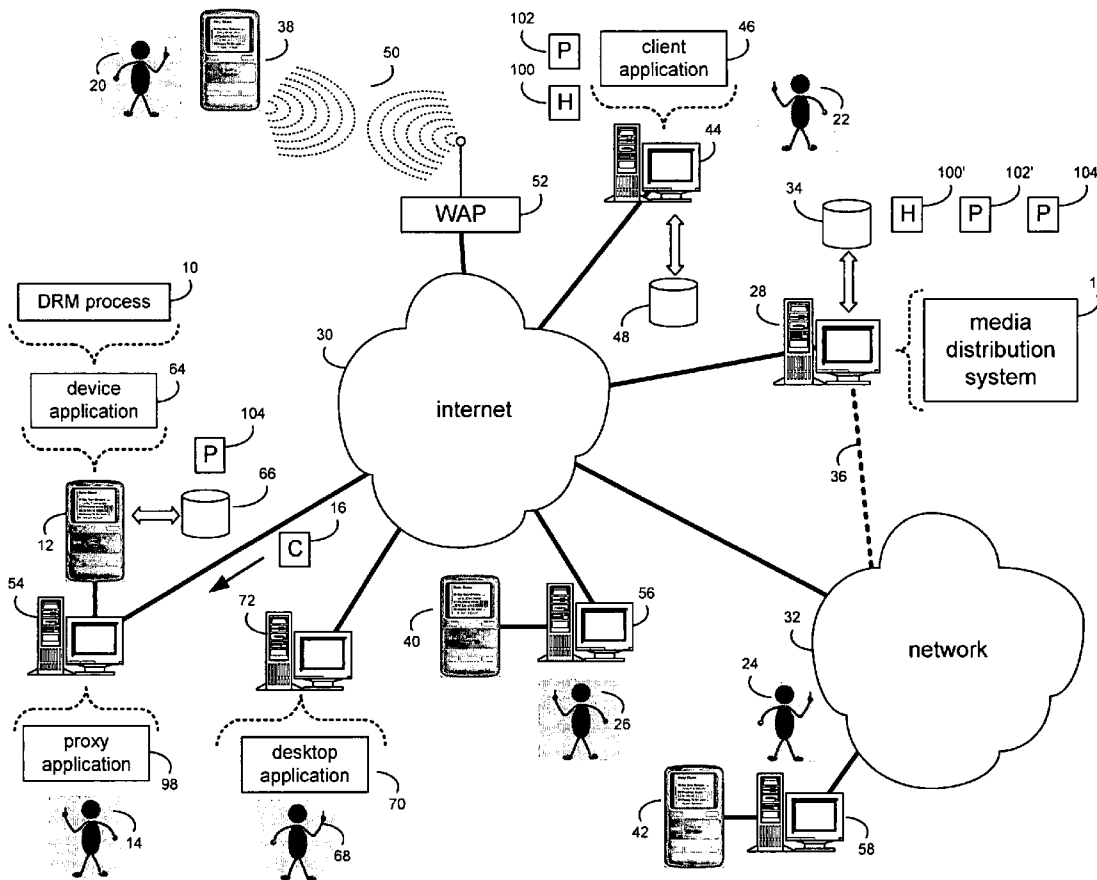 102
P
100
H
client
application
46
38
50
20
44
22
34
100'
H
102'
P
104
P
WAP
52
48
28
media
distribution
system
DRM process
10
30
internet
device
application
64
104
P
66
12
16
C
36
54
72
40
56
32
network
24
proxy
application
98
desktop
application
70
26
14
68
42
58